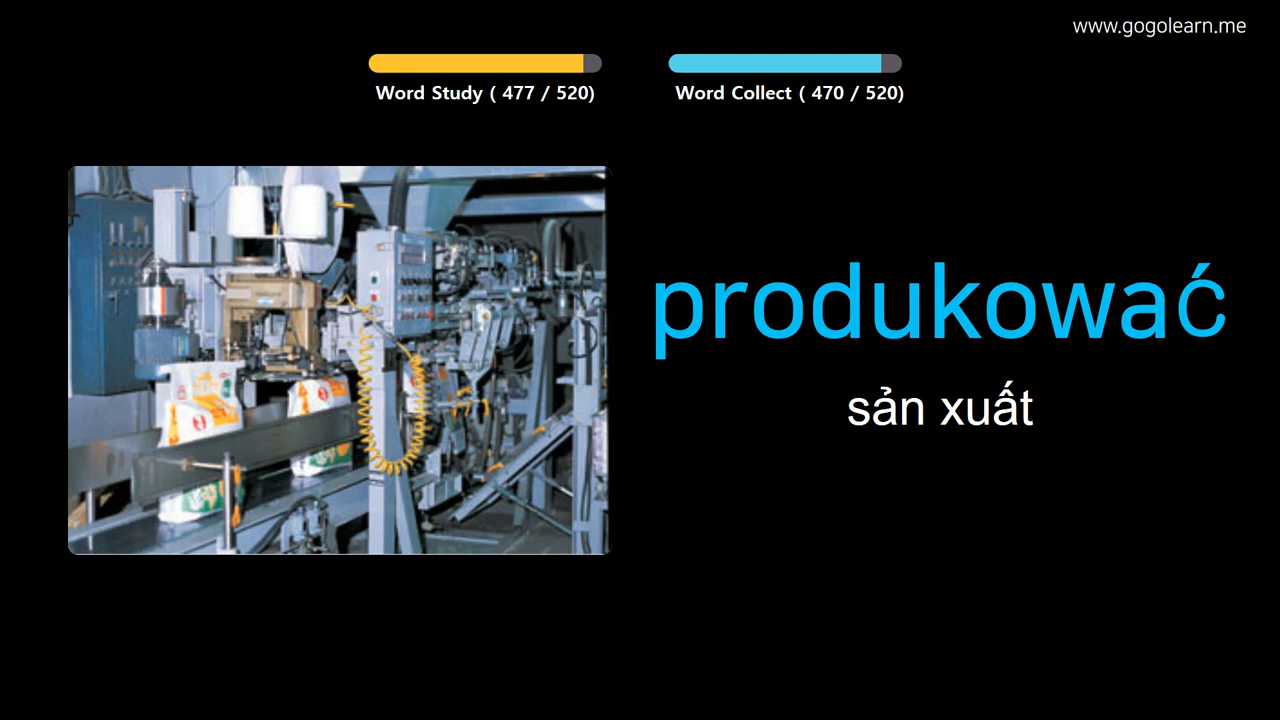 www.gogolearn.me
Word Study ( 477 / 520)
Word Collect ( 470 / 520)
produkować
sản xuất